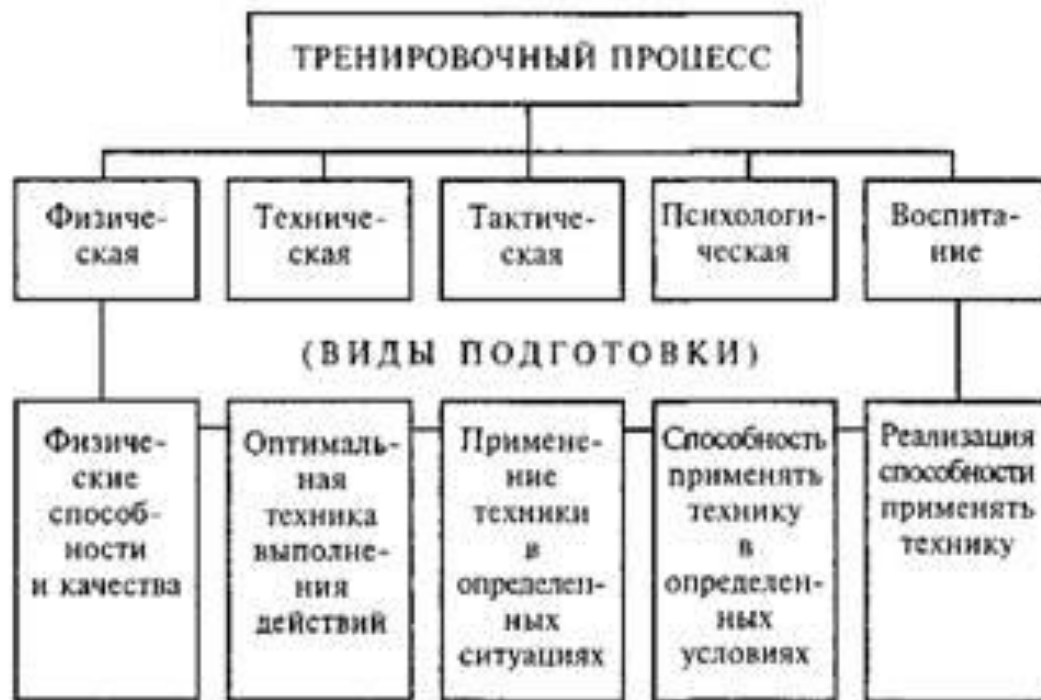 ТРЕНИРОВОЧНЫЙ ПРОЦЕСС
Физиче-
ская
Техниче-
ская
Тактиче-
ская
Психологи-
ческая
Воспита-
ние
(ВИДЫ ПОДГОТОВКИ)
Физиче-
ские
способ-
ности
и качества
Оптималь-
ная
техника
выполне-
ния
действий
Примене-
ние
техники
в
определен-
ных
ситуациях
Способность
применять
технику
в
определен-
ных
условиях
Реализация
способности
применять
технику